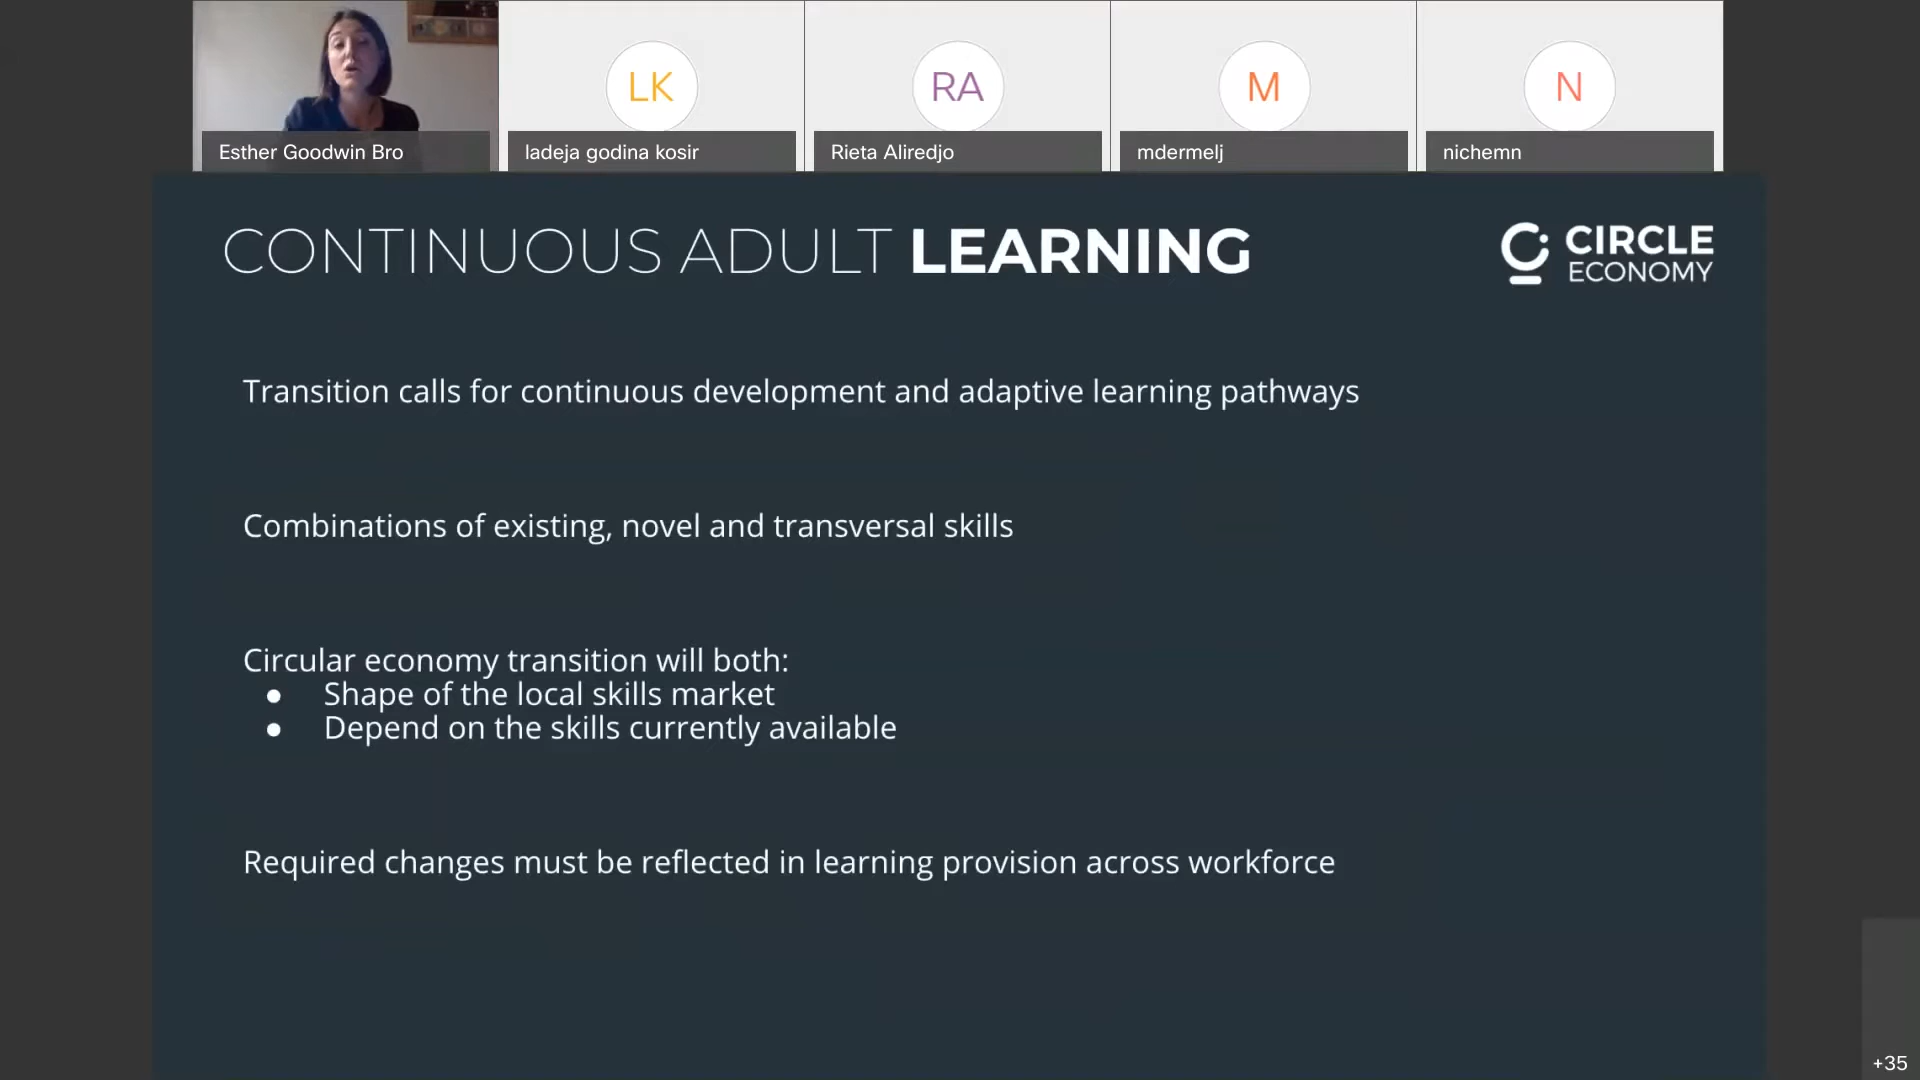 LK
RA
M
N
Esther Goodwin Bro
ladeja godina kosir
Rieta Aliredjo
mdermelj
nichemn
CONTINUOUS ADULT LEARNING
CIRCLE
ECONOMY
Transition calls for continuous development and adaptive learning pathways
Combinations of existing, novel and transversal skills
Circular economy transition will both:
● Shape of the local skills market
● Depend on the skills currently available
Required changes must be reflected in learning provision across workforce
+35